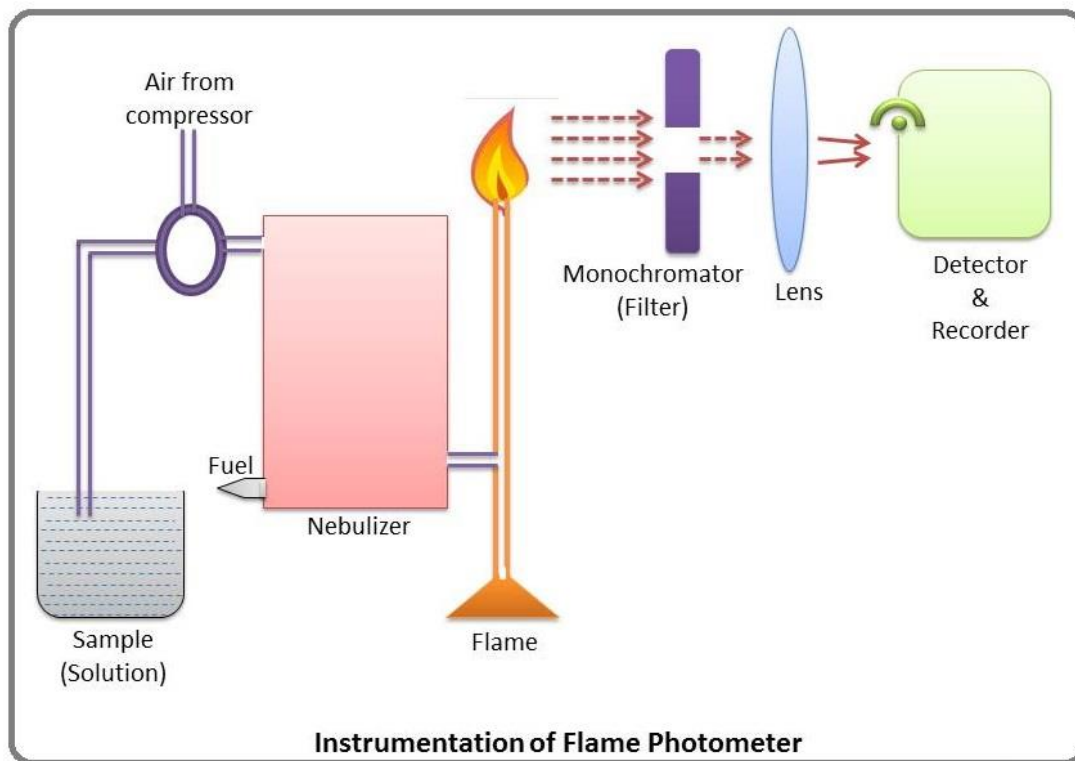 Air from
compressor
Monochromator
(Filter)
Lens
Detector
&
Recorder
Fuel
Nebulizer
Sample
(Solution)
Flame
Instrumentation of Flame Photometer